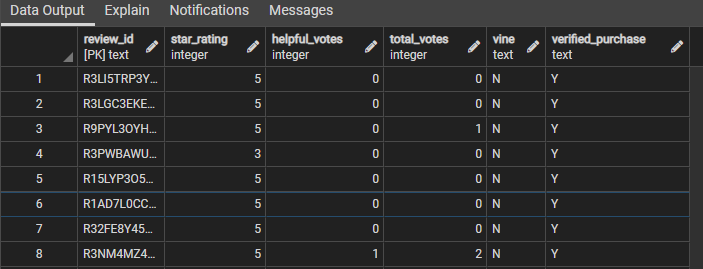 Data Output Explain Notifications Messages
review_id star_rating helpful_votes total_votes vine verified_purchase
[PK] text integer integer integer text text
1 R3LI5TRP3Y... 5 0 0 N Y
2 R3LGC3EKE... 5 0 0 N Y
3 R9PYL3OYH... 5 0 1 N Y
4 R3PWBAWU... 3 0 0 N Y
5 R15LYP3O5... 5 0 0 N Y
6 R1AD7L0CC... 5 0 0 N Y
7 R32FE8Y45... 5 0 0 N Y
8 R3NM4MZ4... 5 1 2 N Y